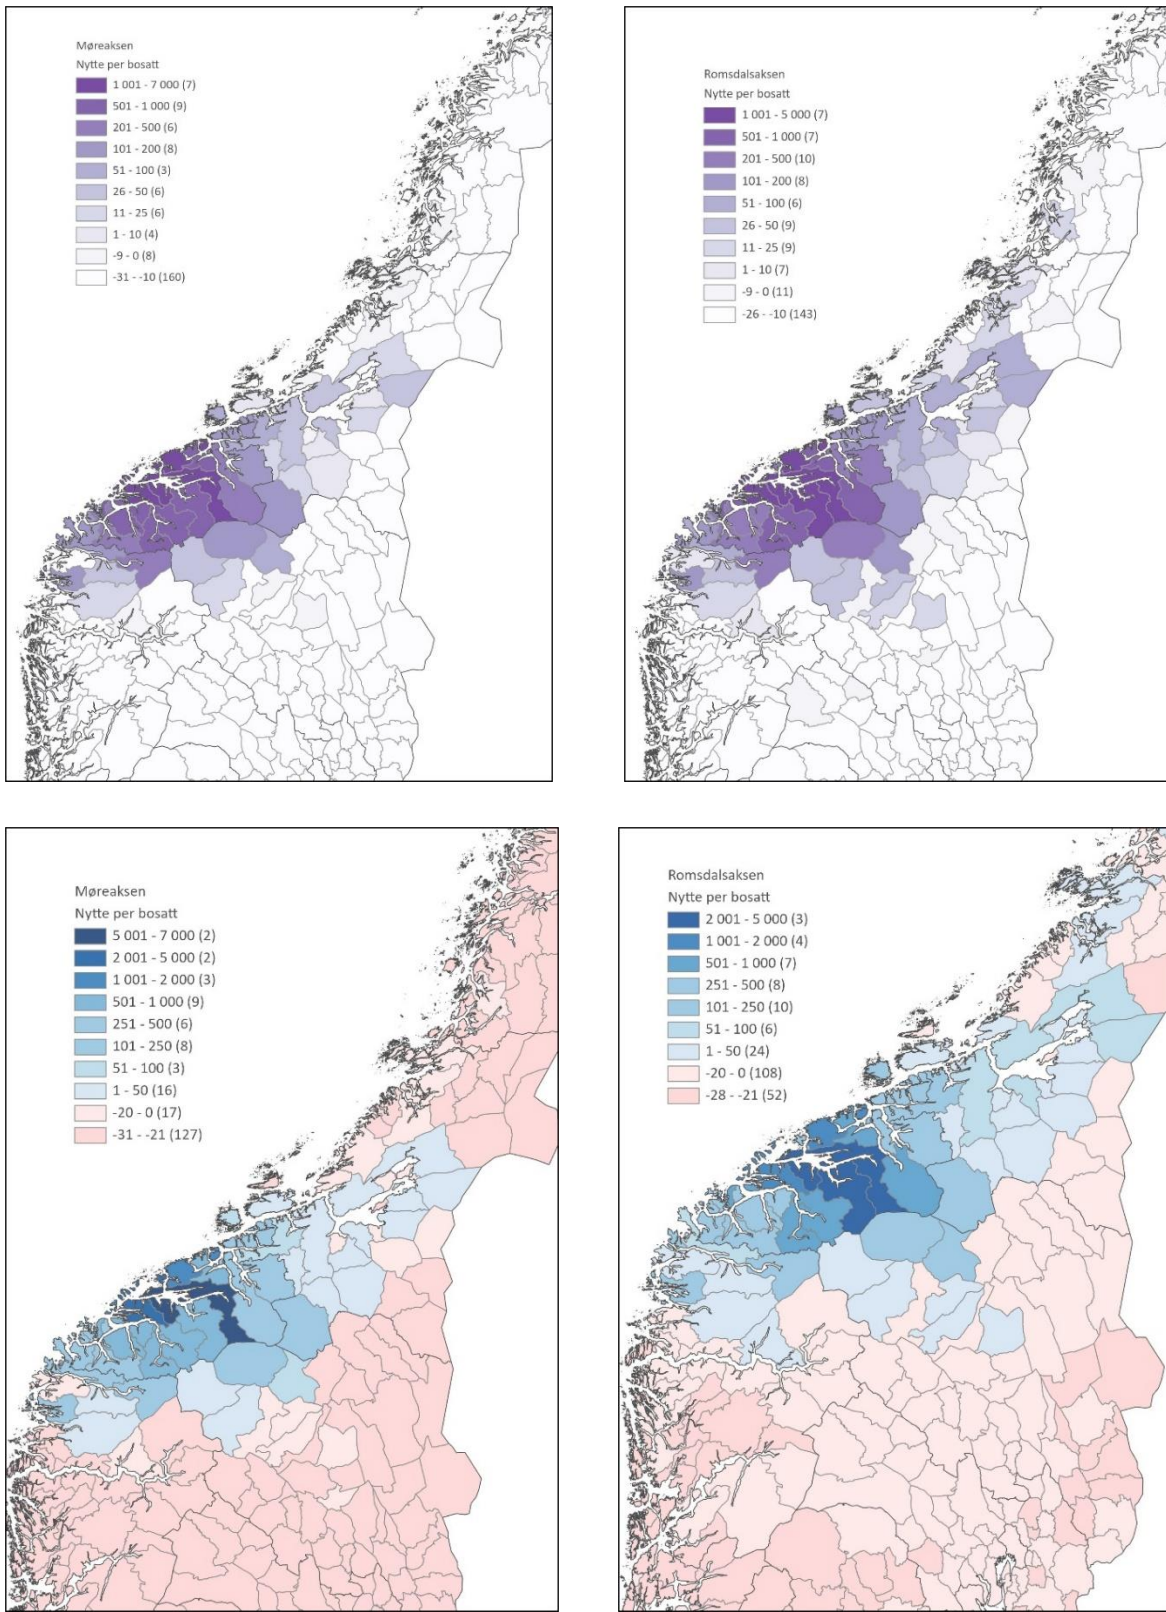 Møreaksen
Nytte per bosatt
1 001 - 7 000 (7)
501 - 1 000 (9)
201 - 500 (6)
101 - 200 (8)
51 - 100 (3)
26 - 50 (6)
11 - 25 (6)
1 - 10 (4)
-9 - 0 (8)
-31 - -10 (160)
Romsdalsaksen
Nytte per bosatt
1 001 - 5 000 (7)
501 - 1 000 (7)
201 - 500 (10)
101 - 200 (8)
51 - 100 (6)
26 - 50 (9)
11 - 25 (9)
1 - 10 (7)
-9 - 0 (11)
-26 - -10 (143)
Møreaksen
Nytte per bosatt
5 001 - 7 000 (2)
2 001 - 5 000 (2)
1 001 - 2 000 (3)
501 - 1 000 (9)
251 - 500 (6)
101 - 250 (8)
51 - 100 (3)
1 - 50 (16)
-20 - 0 (17)
-31 - -21 (127)
Romsdalsaksen
Nytte per bosatt
2 001 - 5 000 (3)
1 001 - 2 000 (4)
501 - 1 000 (7)
251 - 500 (8)
101 - 250 (10)
51 - 100 (6)
1 - 50 (24)
-20 - 0 (108)
-28 - -21 (52)